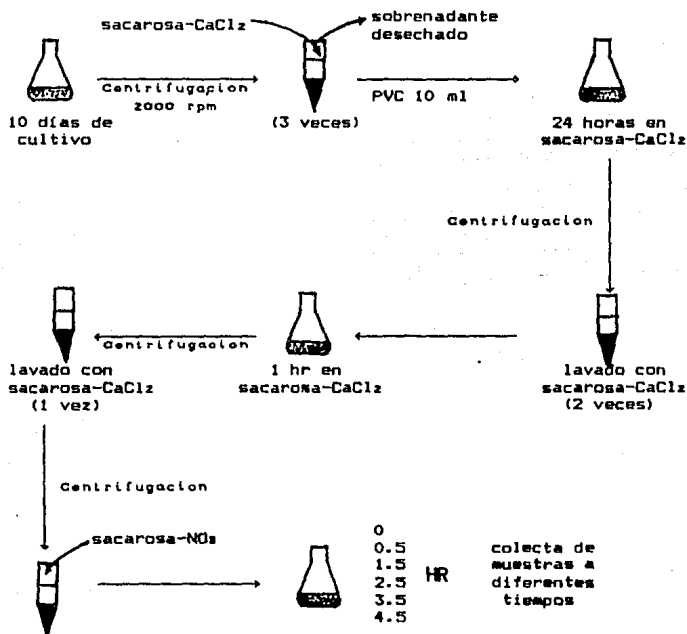 sacarosa-CaCl2
sobrenadante
desechado
Centrifugacion
2000 rpm
PVC 10 ml
10 días de
cultivo
(3 veces)
24 horas en
sacarosa-CaCl2
Centrifugacion
Centrifugacion
lavado con
sacarosa-CaCl2
(1 vez)
1 hr en
sacarosa-CaCl2
lavado con
sacarosa-CaCl2
(2 veces)
Centrifugacion
sacarosa-NO3
0
0.5
1.5
2.5
3.5
4.5
HR
colecta de
muestras a
diferentes
tiempos